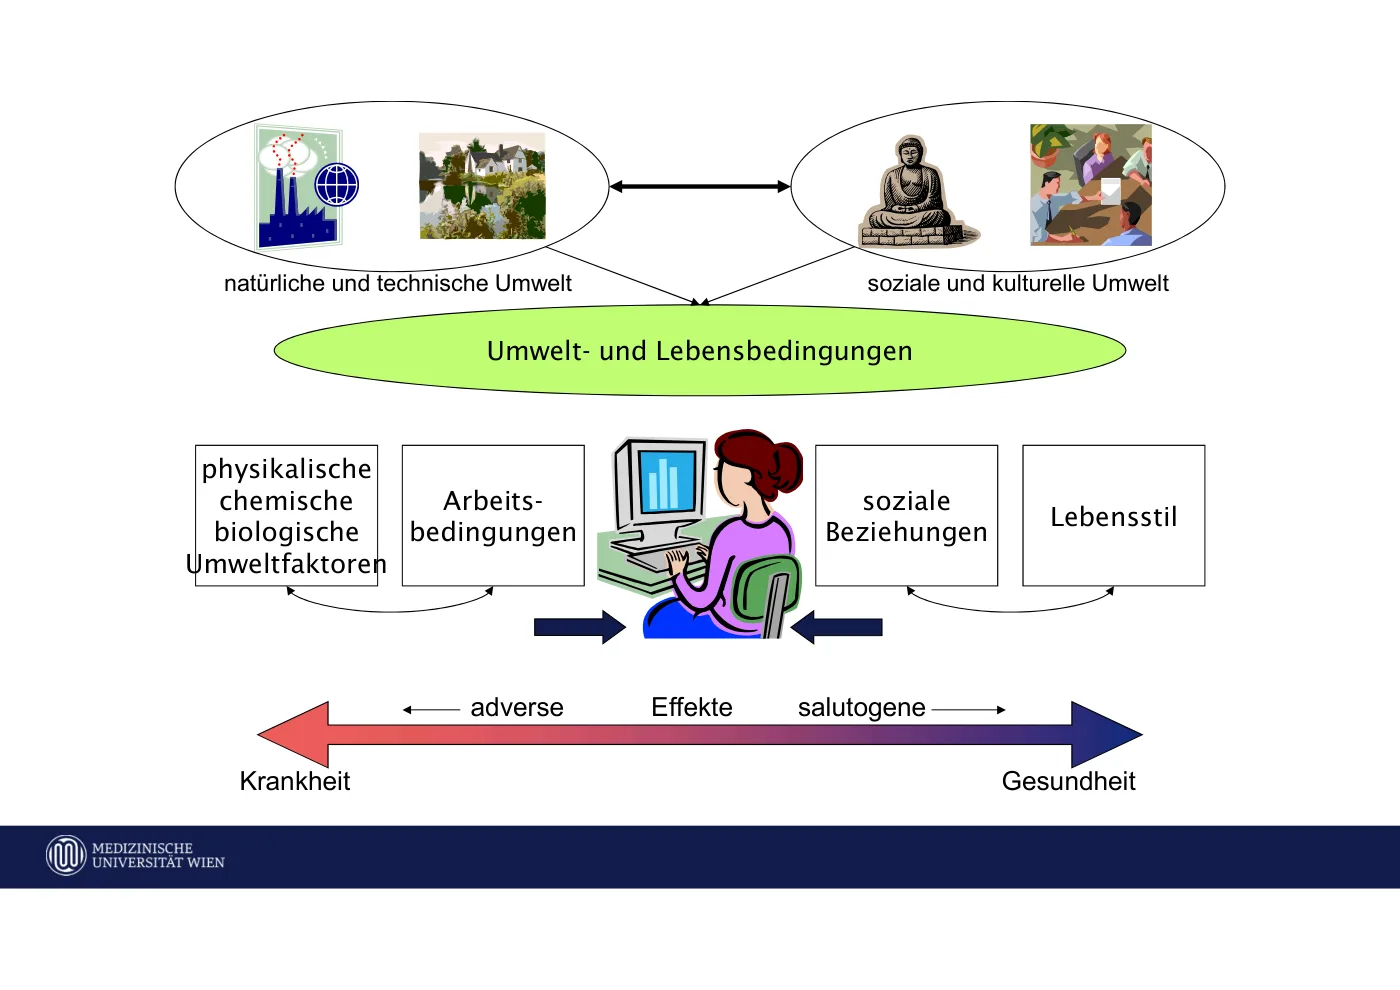 natürliche und technische Umwelt
soziale und kulturelle Umwelt
Umwelt- und Lebensbedingungen
physikalische
chemische
biologische
Umweltfaktoren
Arbeits-
bedingungen
soziale
Beziehungen
Lebensstil
adverse Effekte salutogene
Krankheit
Gesundheit
MEDIZINISCHE
UNIVERSITÄT WIEN